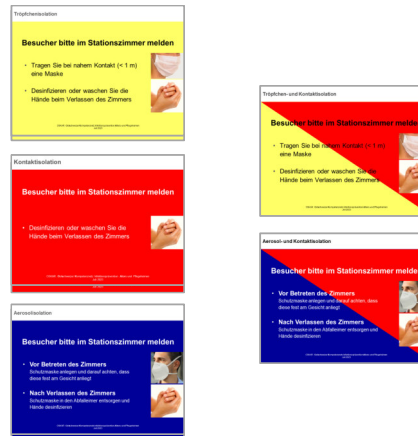 Tröpfchenisolation
Besucher bitte im Stationszimmer melden
• Tragen Sie bei nahem Kontakt (< 1 m)
eine Maske
• Desinfizieren oder waschen Sie die
Hände beim Verlassen des Zimmers
Kontaktisolation
Besucher bitte im Stationszimmer melden
• Desinfizieren oder waschen Sie die
Hände beim Verlassen des Zimmers
Aerosolisolation
Besucher bitte im Stationszimmer melden
• Vor Betreten des Zimmers
Schutzmaske anlegen und darauf achten, dass
diese fest am Gesicht anliegt
• Nach Verlassen des Zimmers
Schutzmaske in den Abfalleimer entsorgen und
Hände desinfizieren
Tröpfchen- und Kontaktisolation
Besucher bitte im Stationszimmer melde
• Tragen Sie bei nahem Kontakt (< 1 m)
eine Maske
• Desinfizieren oder waschen Sie die
Hände beim Verlassen des Zimmers
Aerosol- und Kontaktisolation
Besucher bitte im Stationszimmer melde
• Vor Betreten des Zimmers
Schutzmaske anlegen und darauf achten, dass
diese fest am Gesicht anliegt
• Nach Verlassen des Zimmers
Schutzmaske in den Abfalleimer entsorgen und
Hände desinfizieren